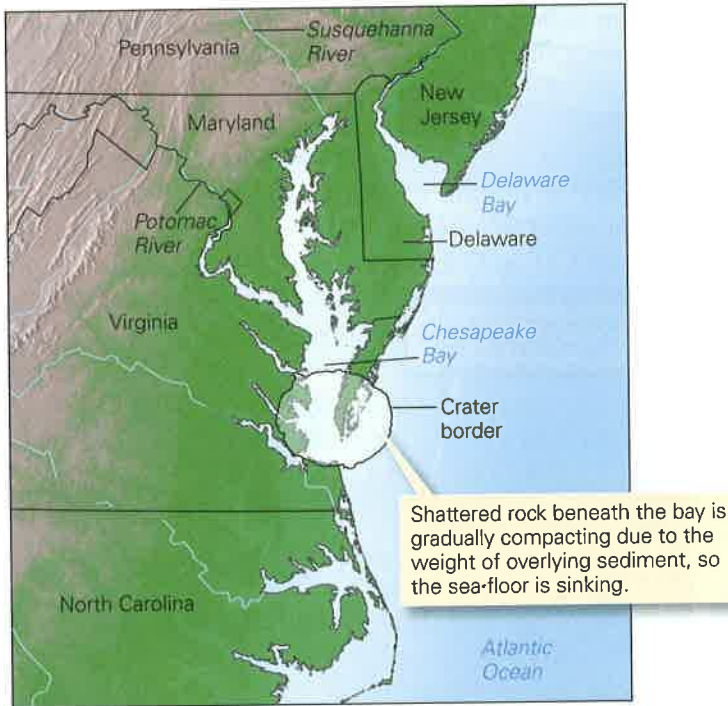 Susquehanna
River
Pennsylvania
New
Jersey
Maryland
Delaware
Bay
Potomac
River
Delaware
Virginia
Chesapeake
Bay
Crater
border
Shattered rock beneath the bay is
gradually compacting due to the
weight of overlying sediment, so
the sea-floor is sinking.
North Carolina
Atlantic
Ocean